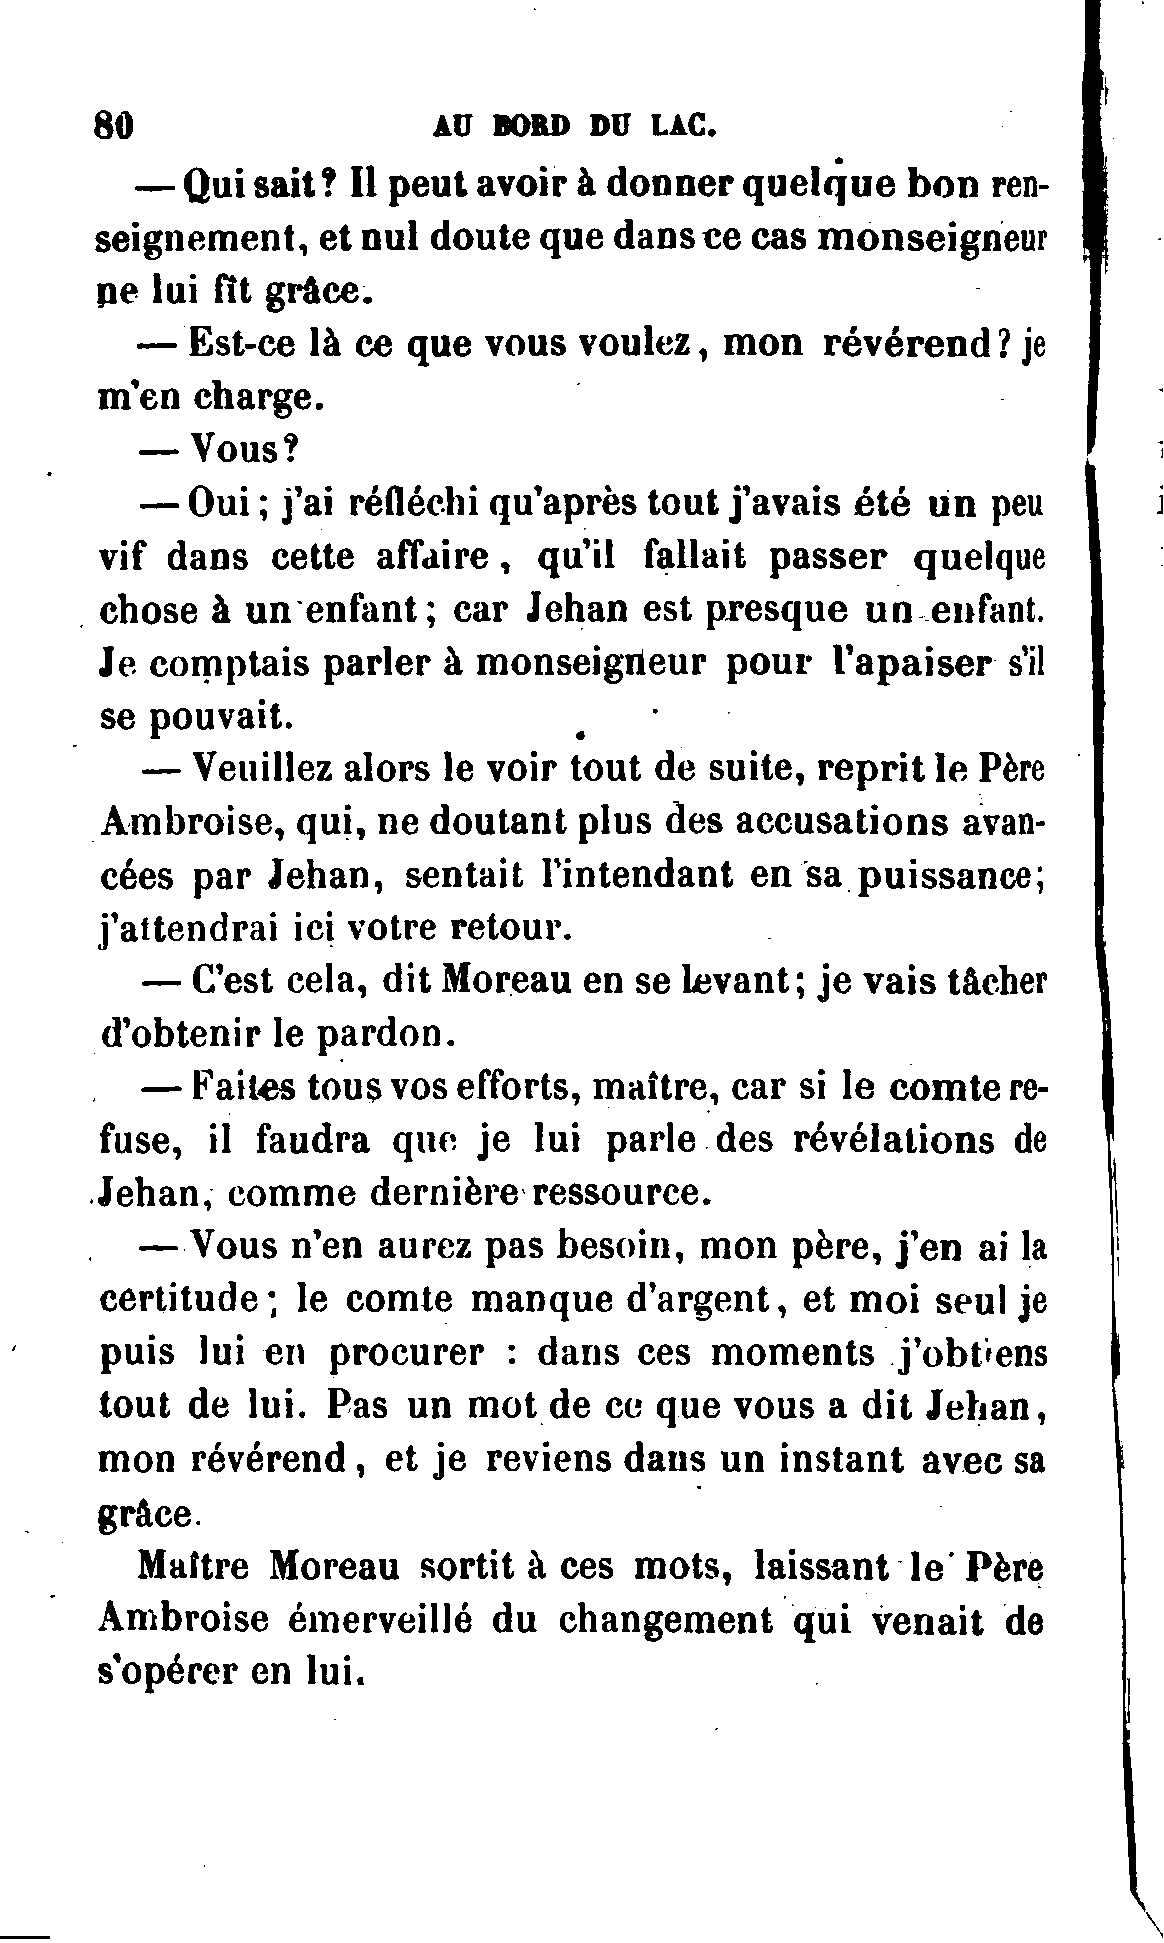 80 AU BORD DU LAC.
— Qui sait ? Il peut avoir à donner quelque bon ren-
seignement, et nul doute que dans ce cas monseigneur
ne lui fît grâce.
— Est-ce là ce que vous voulez, mon révérend ? je
m'en charge.
— Vous ?
— Oui ; j'ai réfléchi qu'après tout j'avais été un peu
vif dans cette affaire, qu'il fallait passer quelque
chose à un enfant ; car Jehan est presque un enfant.
Je comptais parler à monseigneur pour l'apaiser s'il
se pouvait.
— Veuillez alors le voir tout de suite, reprit le Père
Ambroise, qui, ne doutant plus des accusations avan-
cées par Jehan, sentait l'intendant en sa puissance ;
j'attendrai ici votre retour.
— C'est cela, dit Moreau en se levant ; je vais tâcher
d'obtenir le pardon.
— Faites tous vos efforts, maître, car si le comte re-
fuse, il faudra que je lui parle des révélations de
Jehan, comme dernière ressource.
— Vous n'en aurez pas besoin, mon père, j'en ai la
certitude ; le comte manque d'argent, et moi seul je
puis lui en procurer : dans ces moments j'obtiens
tout de lui. Pas un mot de ce que vous a dit Jehan,
mon révérend, et je reviens dans un instant avec sa
grâce.
Maître Moreau sortit à ces mots, laissant le Père
Ambroise émerveillé du changement qui venait de
s'opérer en lui.